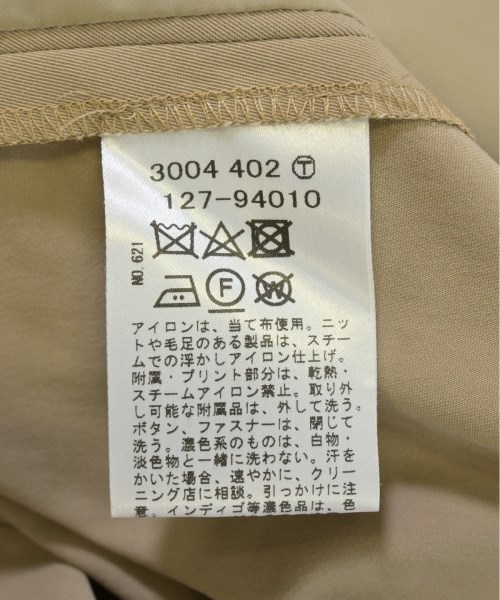 3004 402 Ⓣ
127-94010
NO.621
F
W
アイロンは、当て布使用。ニッ
トや毛足のある製品は、スチー
ムでの浮かしアイロン仕上げ。
附属・プリント部分は、乾熱・
スチームアイロン禁止。取り外
し可能な附属品は、外して洗う。
ボタン、ファスナーは、閉じて
洗う。濃色系のものは、白物・
淡色物と一緒に洗わない。汗を
かいた場合、速やかに、クリー
ニング店に相談。引っかけに注
意。インディゴ等濃色品は、色